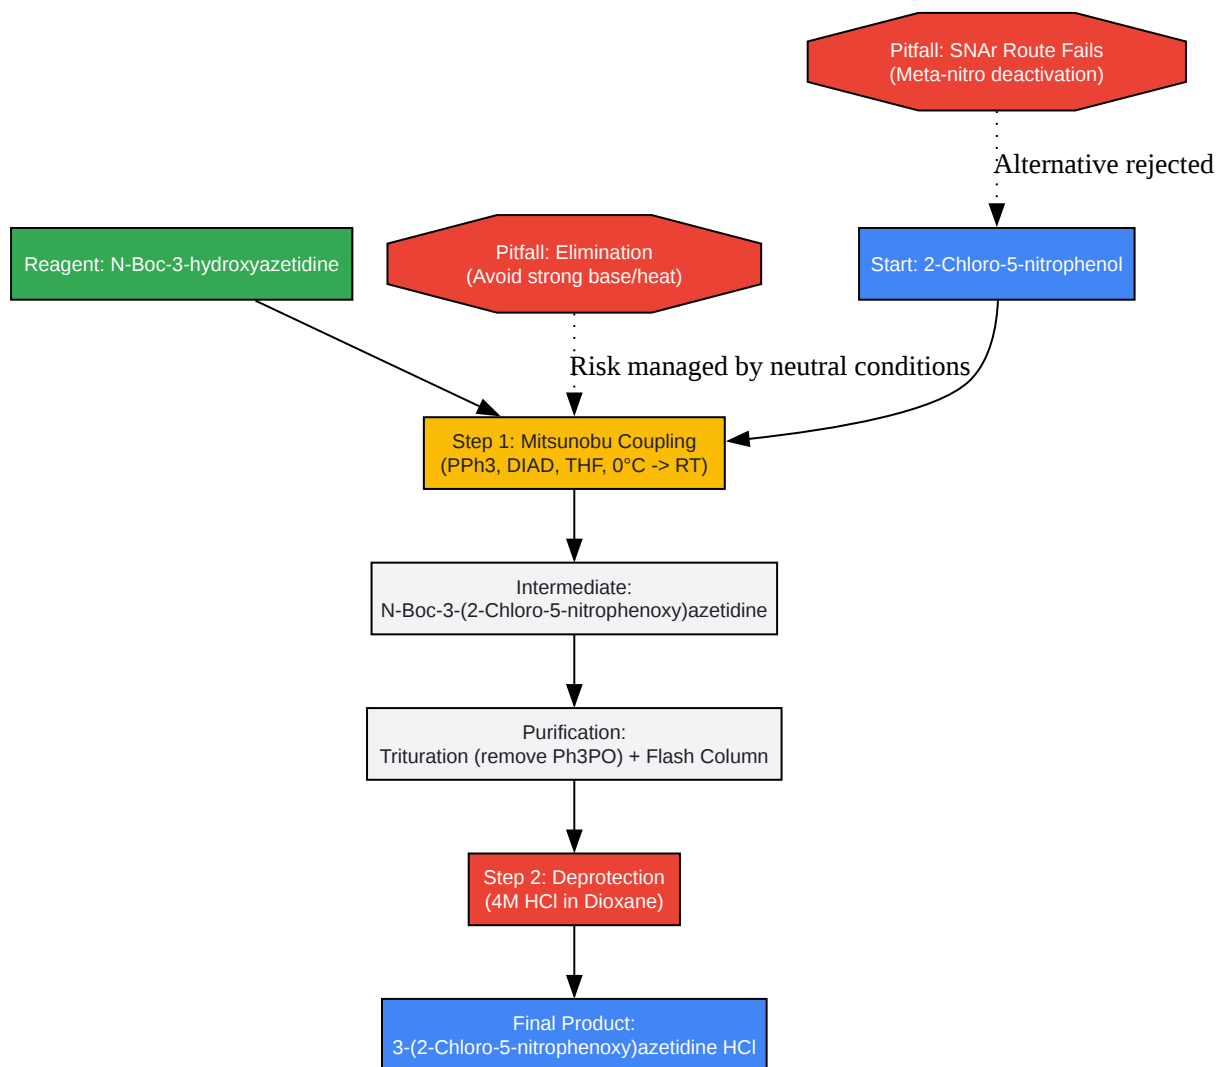 Pitfall: SNAr Route Fails
(Meta-nitro deactivation)
Alternative rejected
Reagent: N-Boc-3-hydroxyazetidine
Pitfall: Elimination
(Avoid strong base/heat)
Start: 2-Chloro-5-nitrophenol
Risk managed by neutral conditions
Step 1: Mitsunobu Coupling
(PPh3, DIAD, THF, 0°C -> RT)
Intermediate:
N-Boc-3-(2-Chloro-5-nitrophenoxy)azetidine
Purification:
Trituration (remove Ph3PO) + Flash Column
Step 2: Deprotection
(4M HCl in Dioxane)
Final Product:
3-(2-Chloro-5-nitrophenoxy)azetidine HCl